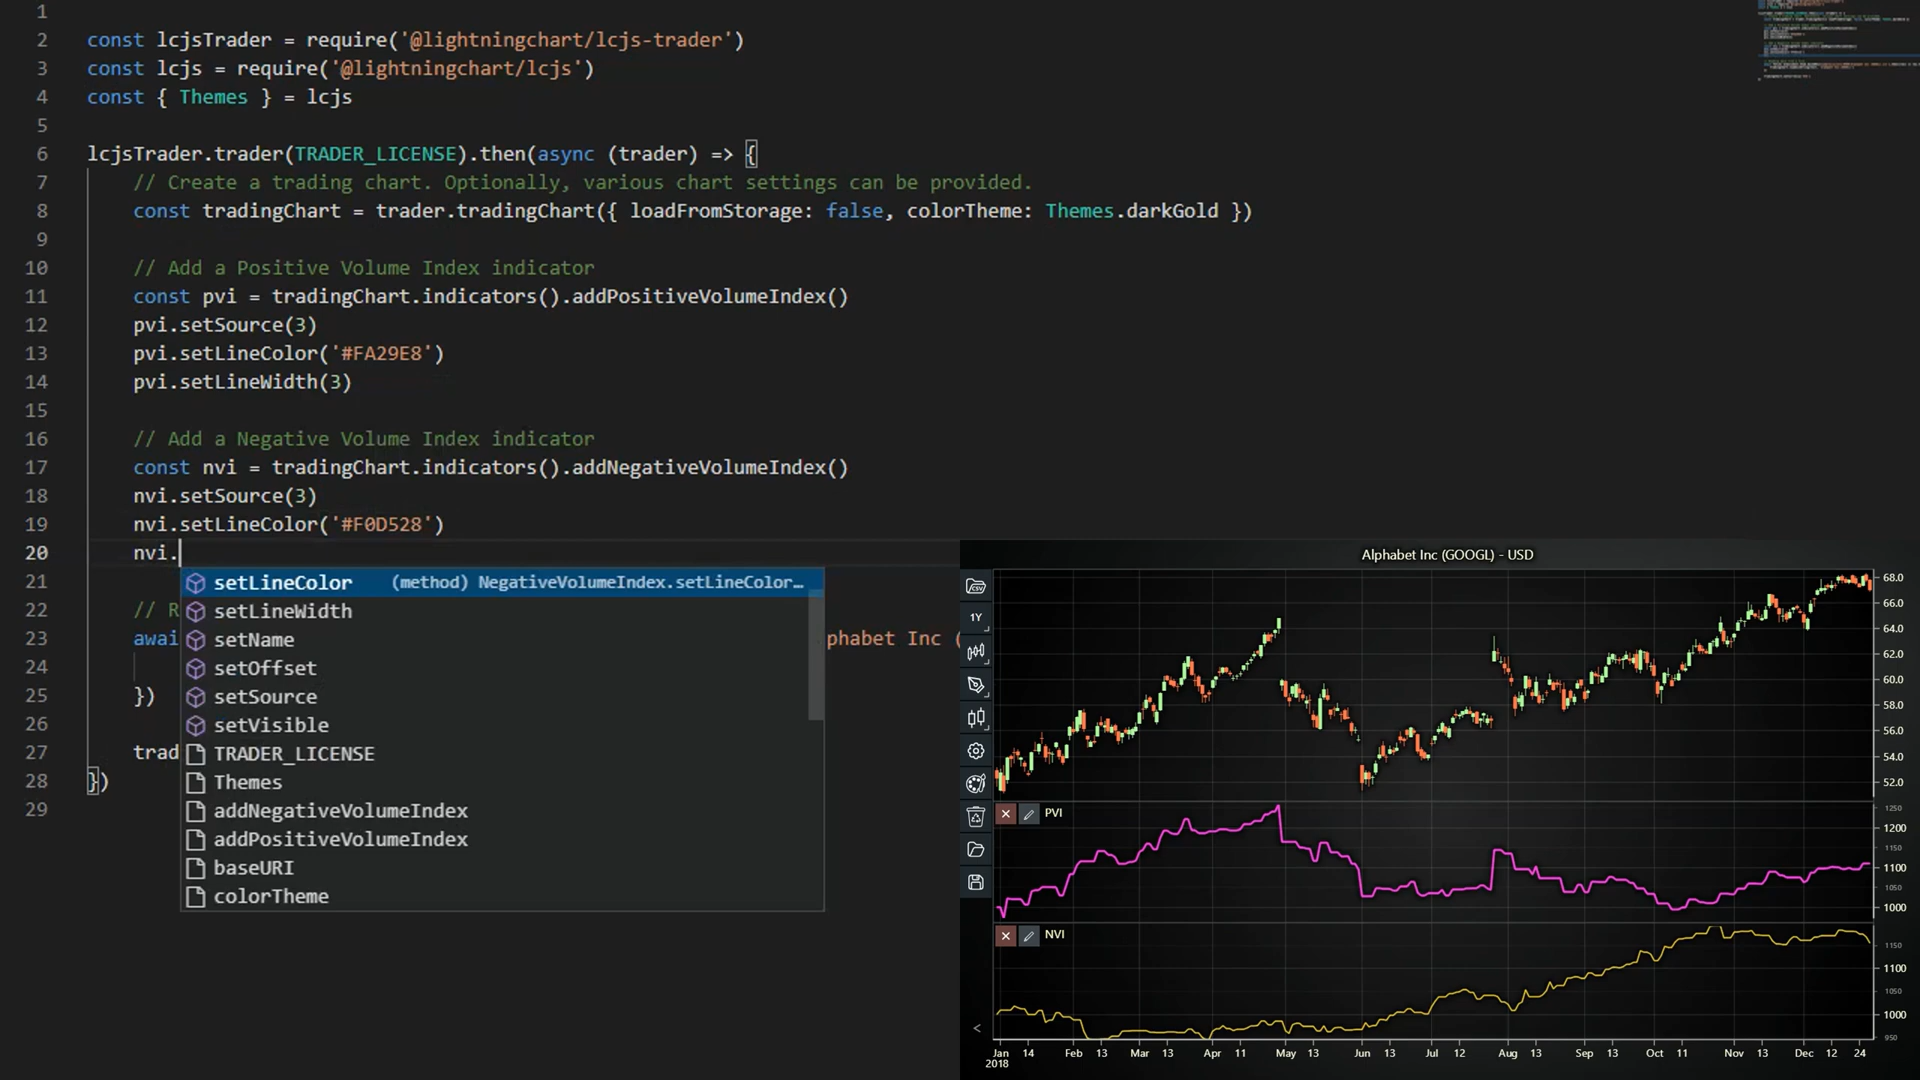 1
2 const lcjsTrader = require('@lightningchart/lcjs-trader')
3 const lcjs = require('@lightningchart/lcjs')
4 const { Themes } = lcjs
5
6 lcjsTrader.trader(TRADER_LICENSE).then(async (trader) => {
7 // Create a trading chart. Optionally, various chart settings can be provided.
8 const tradingChart = trader.tradingChart({ loadFromStorage: false, colorTheme: Themes.darkGold })
9
10 // Add a Positive Volume Index indicator
11 const pvi = tradingChart.indicators().addPositiveVolumeIndex()
12 pvi.setSource(3)
13 pvi.setLineColor('#FA29E8')
14 pvi.setLineWidth(3)
15
16 // Add a Negative Volume Index indicator
17 const nvi = tradingChart.indicators().addNegativeVolumeIndex()
18 nvi.setSource(3)
19 nvi.setLineColor('#F0D528')
20 nvi.
21
22 // R
23 awai phabet Inc (
24
25 })
26
27 trad
28 })
29
setLineColor (method) NegativeVolumeIndex.setLineColor…
setLineWidth
setName
setOffset
setSource
setVisible
TRADER_LICENSE
Themes
addNegativeVolumeIndex
addPositiveVolumeIndex
baseURI
colorTheme
Alphabet Inc (GOOGL) - USD
CSV
1Y
68.0
66.0
64.0
62.0
60.0
58.0
56.0
54.0
52.0
PVI
1250
1200
1150
1100
1050
1000
NVI
1150
1100
1050
1000
950
<
Jan 14 Feb 13 Mar 13 Apr 11 May 13 Jun 13 Jul 12 Aug 13 Sep 13 Oct 11 Nov 13 Dec 12 24
2018